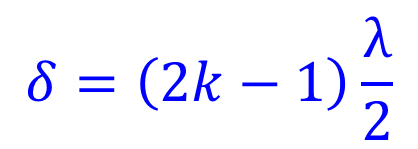 δ = (2k − 1) λ/2